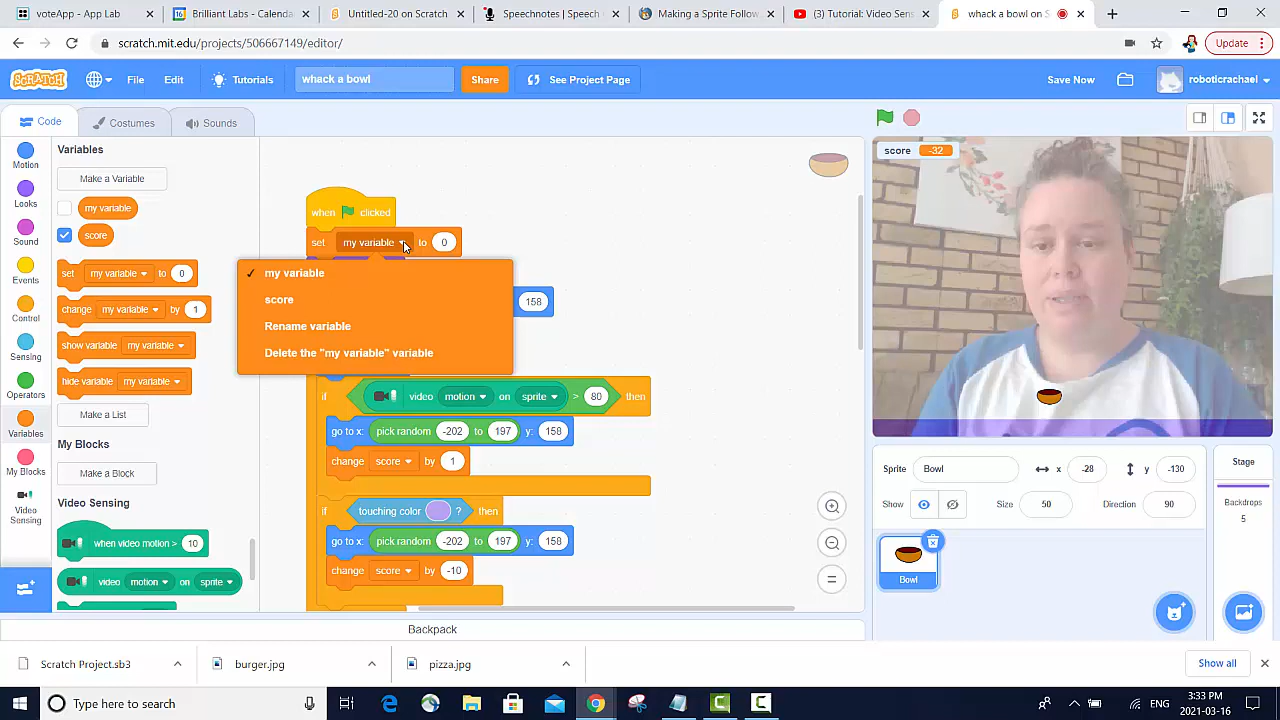 voteApp - App Lab
Brilliant Labs - Calenda
Untitled-20 on Scratch
Speechnotes | Speech
Making a Sprite Follow
(3) Tutorial: Video Sens
whack a bowl on S
scratch.mit.edu/projects/506667149/editor/
Update
SCRATCH
File
Edit
Tutorials
whack a bowl
Share
See Project Page
Save Now
roboticrachael
Code
Costumes
Sounds
Motion
Looks
Sound
Events
Control
Sensing
Operators
Variables
My Blocks
Video
Sensing
Variables
Make a Variable
my variable
score
set my variable to 0
change my variable by 1
show variable my variable
hide variable my variable
Make a List
My Blocks
Make a Block
Video Sensing
when video motion > 10
video motion on sprite
when clicked
set my variable to 0
my variable
score
Rename variable
Delete the "my variable" variable
158
if video motion on sprite > 80 then
go to x: pick random -202 to 197 y: 158
change score by 1
if touching color ? then
go to x: pick random -202 to 197 y: 158
change score by -10
score -32
Sprite Bowl x -28 y -130
Show Size 50 Direction 90
Bowl
Stage
Backdrops
5
Backpack
Scratch Project.sb3
burger.jpg
pizza.jpg
Show all
Type here to search
ENG
3:33 PM
2021-03-16